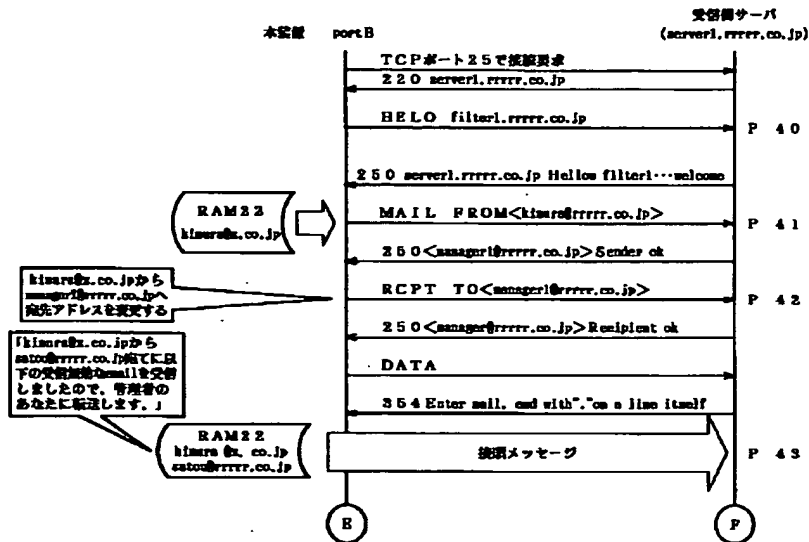 本装置 portB
受信側サーバ
(server1.rrrrr.co.jp)
TCPポート25で接続要求
220 server1.rrrrr.co.jp
HELO filter1.rrrrr.co.jp
P 40
250 server1.rrrrr.co.jp Hellow filter1…welcome
RAM22
kimura@x.co.jp
MAIL FROM<kimura@rrrrr.co.jp>
P 41
250<manager1@rrrrr.co.jp>Sender ok
kimura@x.co.jpから
manager1@rrrrr.co.jpへ
宛先アドレスを変更する
RCPT TO<manager1@rrrrr.co.jp>
P 42
250<manager@rrrrr.co.jp>Recipient ok
「kimura@x.co.jpから
satou@rrrrr.co.jp宛てに以
下の受信無効なemailを受信
しましたので、管理者の
あなたに転送します。」
DATA
354 Enter mail, end with"."on a line itself
RAM22
kimura @x. co.jp
satou@rrrrr.co.jp
メッセージ
P 43
E
F